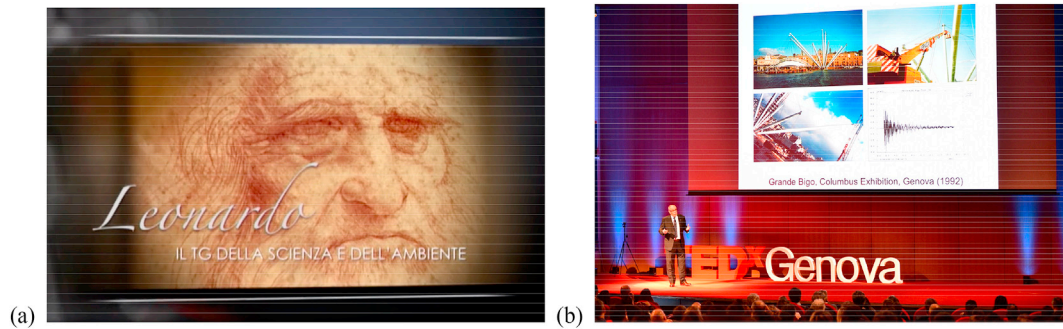 Leonardo
IL TG DELLA SCIENZA E DELL'AMBIENTE
(a)
Grande Bigo, Columbus Exhibition, Genova (1992)
TEDxGenova
(b)